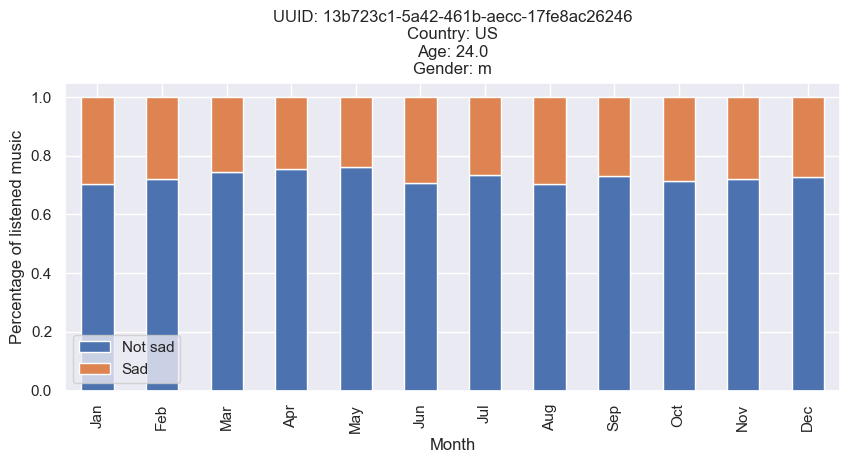 UUID: 13b723c1-5a42-461b-aecc-17fe8ac26246
Country: US
Age: 24.0
Gender: m
Percentage of listened music
1.0
0.8
0.6
0.4
0.2
0.0
Not sad
Sad
Jan
Feb
Mar
Apr
May
Jun
Jul
Aug
Sep
Oct
Nov
Dec
Month